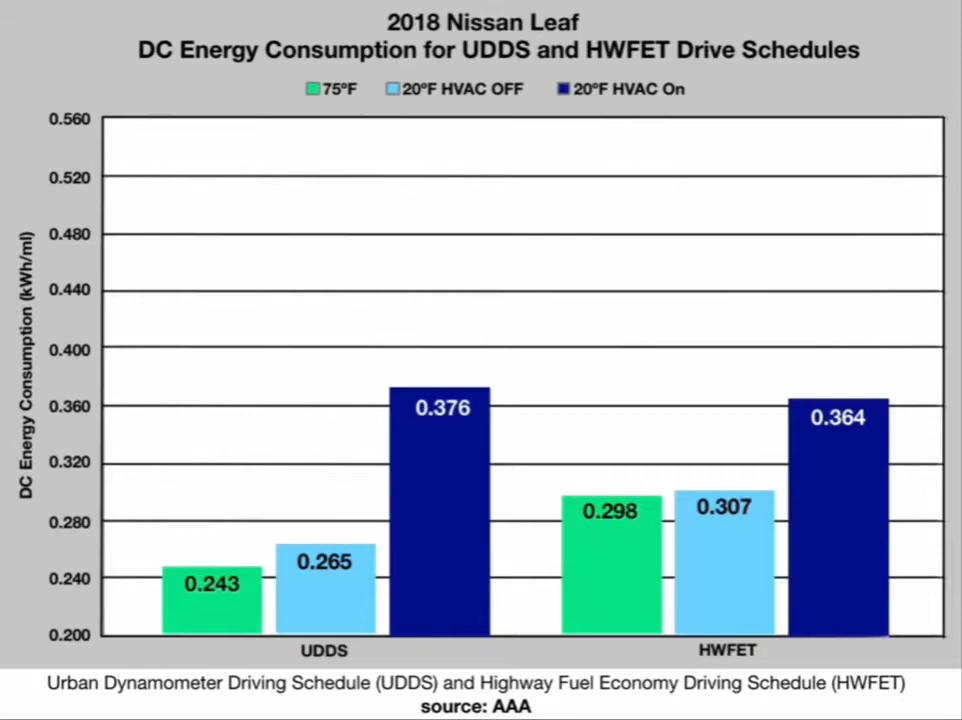 2018 Nissan Leaf
DC Energy Consumption for UDDS and HWFET Drive Schedules
75ºF 20ºF HVAC OFF 20ºF HVAC On
DC Energy Consumption (kWh/ml)
0.560
0.520
0.480
0.440
0.400
0.360
0.320
0.280
0.240
0.200
0.243
0.265
0.376
0.298
0.307
0.364
UDDS HWFET
Urban Dynamometer Driving Schedule (UDDS) and Highway Fuel Economy Driving Schedule (HWFET)
source: AAA